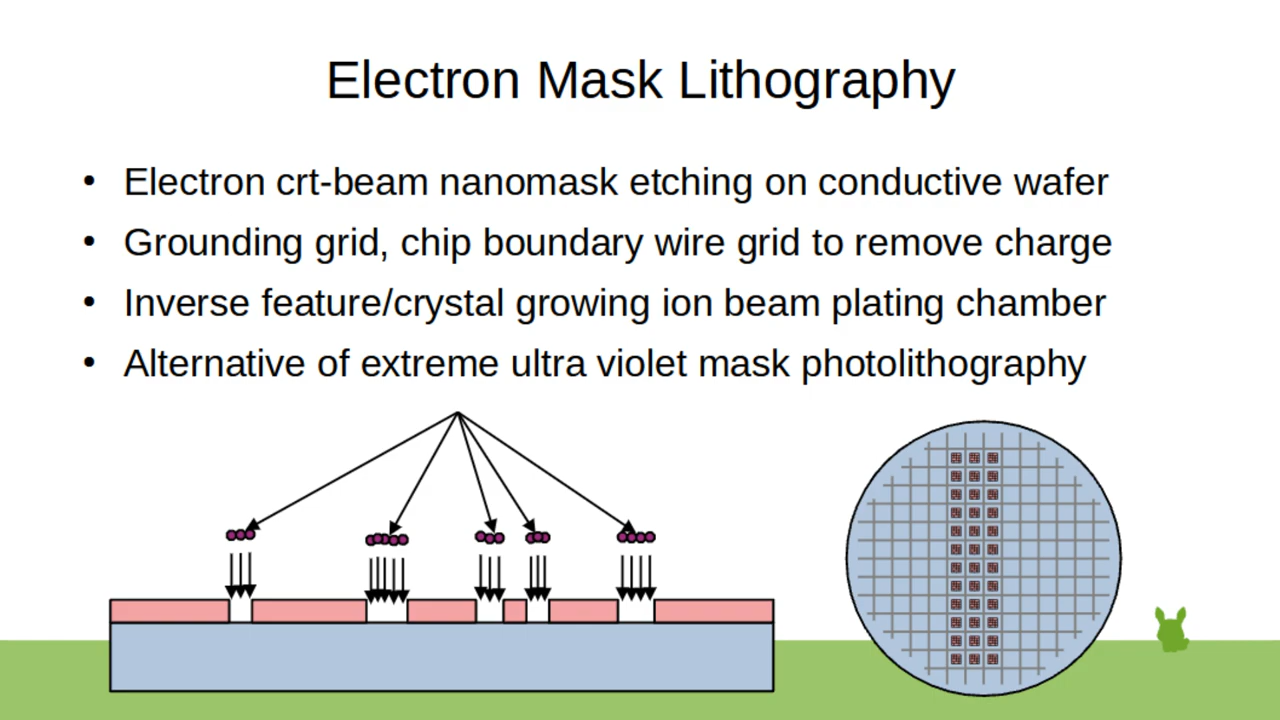 Electron Mask Lithography
• Electron crt-beam nanomask etching on conductive wafer
• Grounding grid, chip boundary wire grid to remove charge
• Inverse feature/crystal growing ion beam plating chamber
• Alternative of extreme ultra violet mask photolithography